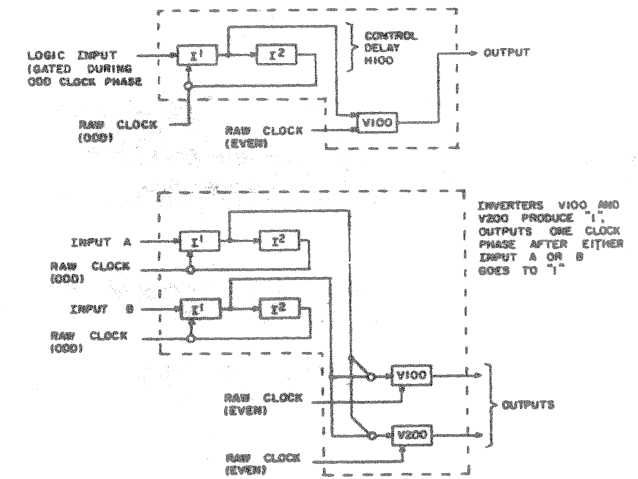 CONTROL
DELAY
H100
LOGIC INPUT
(GATED DURING
ODD CLOCK PHASE
I¹
I²
OUTPUT
V100
RAW CLOCK
(ODD)
RAW CLOCK
(EVEN)
INVERTERS V100 AND
V200 PRODUCE "1",
OUTPUTS ONE CLOCK
PHASE AFTER EITHER
INPUT A OR B
GOES TO "1"
INPUT A
I¹
I²
RAW CLOCK
(ODD)
INPUT B
I¹
I²
RAW CLOCK
(ODD)
V100
RAW CLOCK
(EVEN)
OUTPUTS
V200
RAW CLOCK
(EVEN)